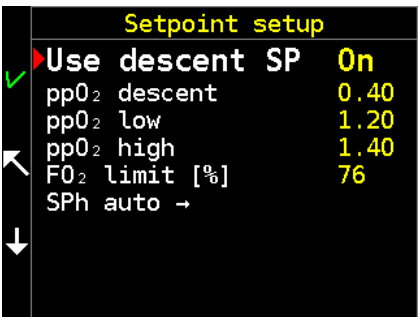 Setpoint setup
Use descent SP On
ppO₂ descent 0.40
ppO₂ low 1.20
ppO₂ high 1.40
FO₂ limit [%] 76
SPh auto →